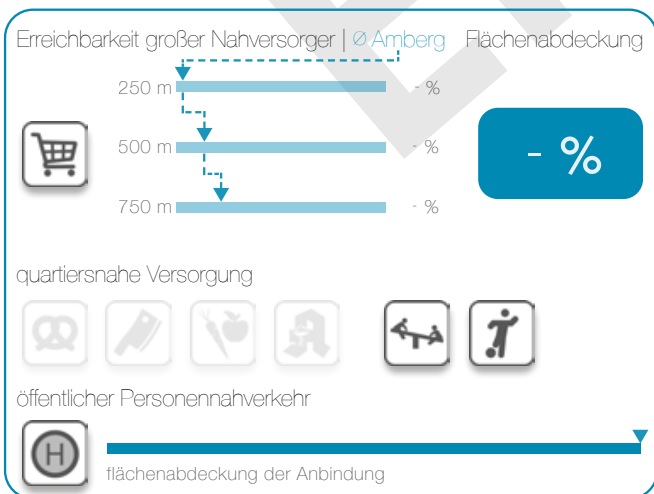 Erreichbarkeit großer Nahversorger | Ø Amberg Flächenabdeckung
250 m - %
500 m - %
- %
750 m - %
quartiersnahe Versorgung
öffentlicher Personennahverkehr
H
flächenabdeckung der Anbindung